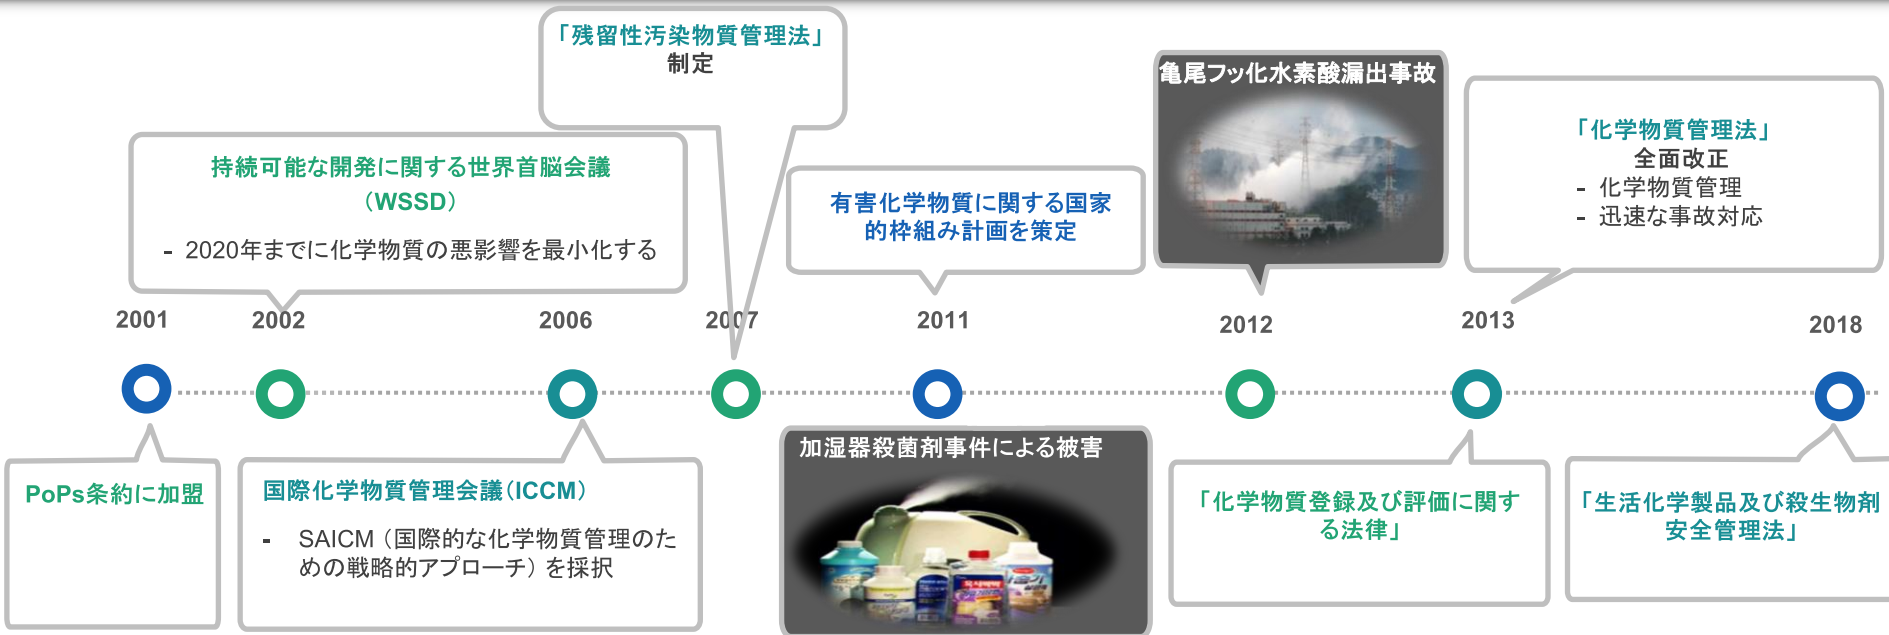 「残留性汚染物質管理法」
制定
亀尾フッ化水素酸漏出事故
「化学物質管理法」
全面改正
- 化学物質管理
- 迅速な事故対応
持続可能な開発に関する世界首脳会議
（WSSD）
- 2020年までに化学物質の悪影響を最小化する
有害化学物質に関する国家
的枠組み計画を策定
2001
2002
2006
2007
2011
2012
2013
2018
PoPs条約に加盟
国際化学物質管理会議（ICCM）
- SAICM（国際的な化学物質管理のた
めの戦略的アプローチ）を採択
加湿器殺菌剤事件による被害
「化学物質登録及び評価に関す
る法律」
「生活化学製品及び殺生物剤
安全管理法」